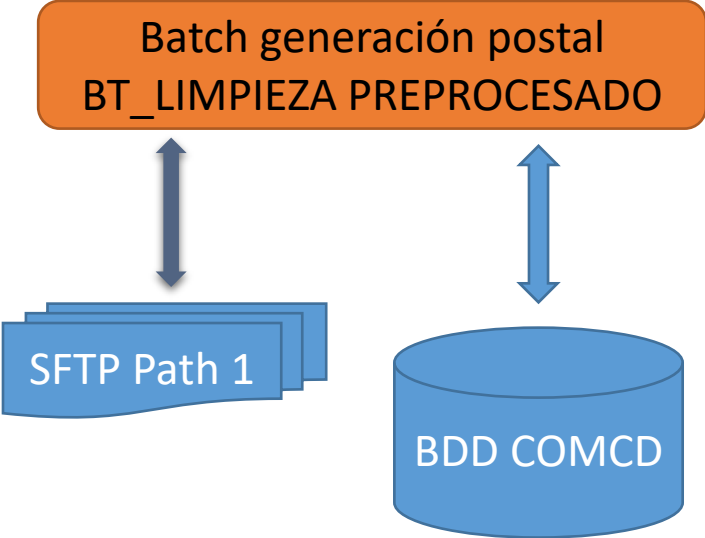 Batch generación postal
BT_LIMPIEZA PREPROCESADO
SFTP Path 1
BDD COMCD